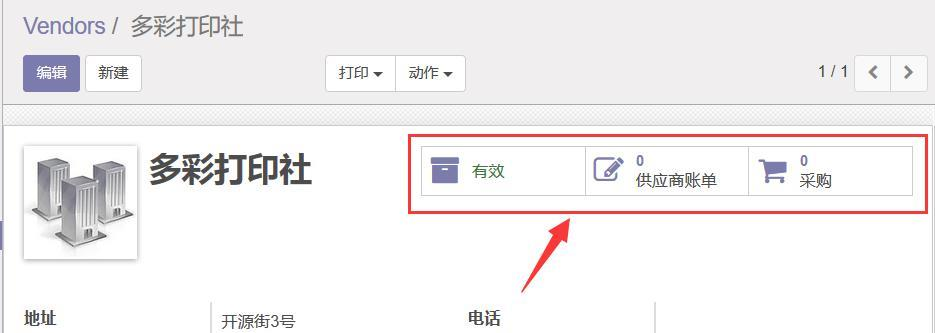 Vendors / 多彩打印社
编辑 新建 打印 动作 1 / 1
多彩打印社
有效
0
供应商账单
0
采购
地址 开源街3号 电话